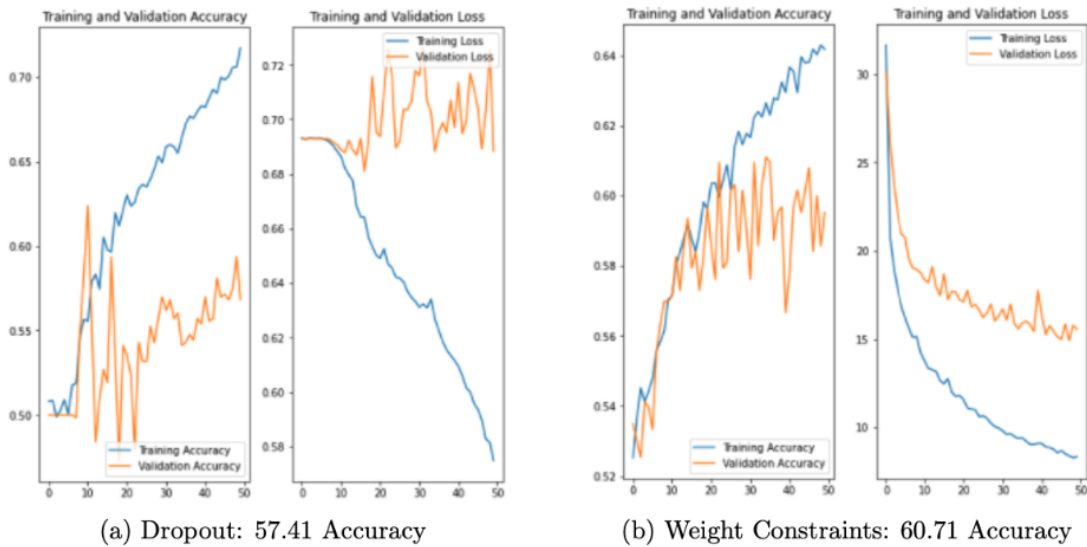 Training and Validation Accuracy
0.70
0.65
0.60
0.55
0.50
Training Accuracy
Validation Accuracy
0 10 20 30 40 50
Training and Validation Loss
Training Loss
Validation Loss
0.72
0.70
0.68
0.66
0.64
0.62
0.60
0.58
0 10 20 30 40 50
(a) Dropout: 57.41 Accuracy
Training and Validation Accuracy
0.64
0.62
0.60
0.58
0.56
0.54
0.52
Training Accuracy
Validation Accuracy
0 10 20 30 40 50
Training and Validation Loss
Training Loss
Validation Loss
30
25
20
15
10
0 10 20 30 40 50
(b) Weight Constraints: 60.71 Accuracy